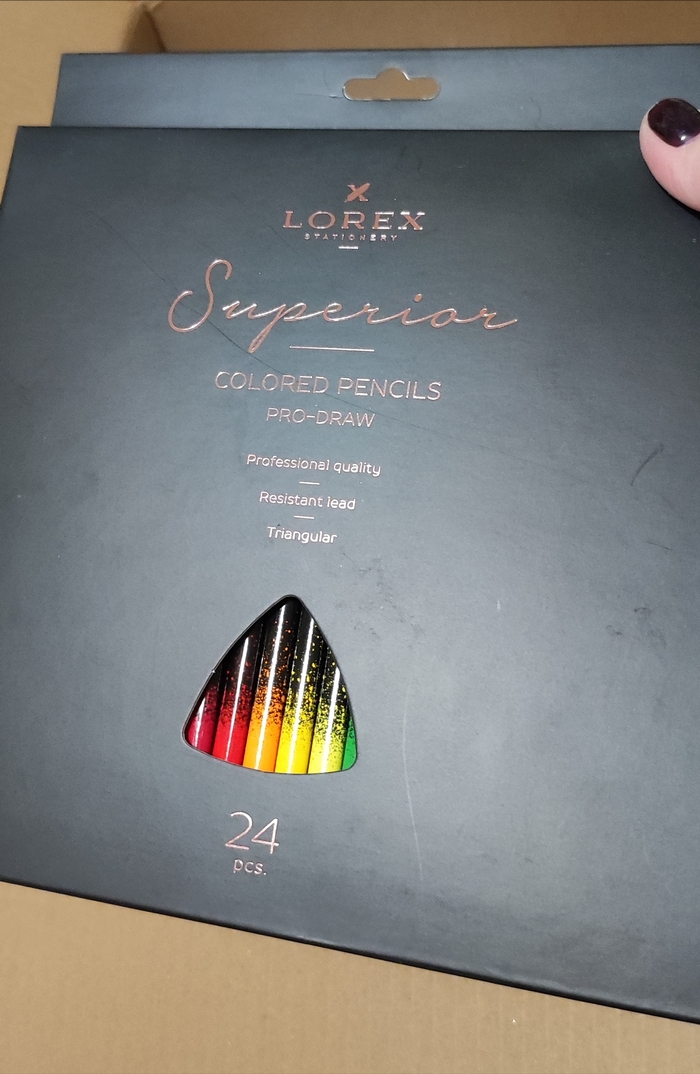 LOREX
STATIONERY
Superior
COLORED PENCILS
PRO-DRAW
Professional quality
Resistant lead
Triangular
24
pcs.